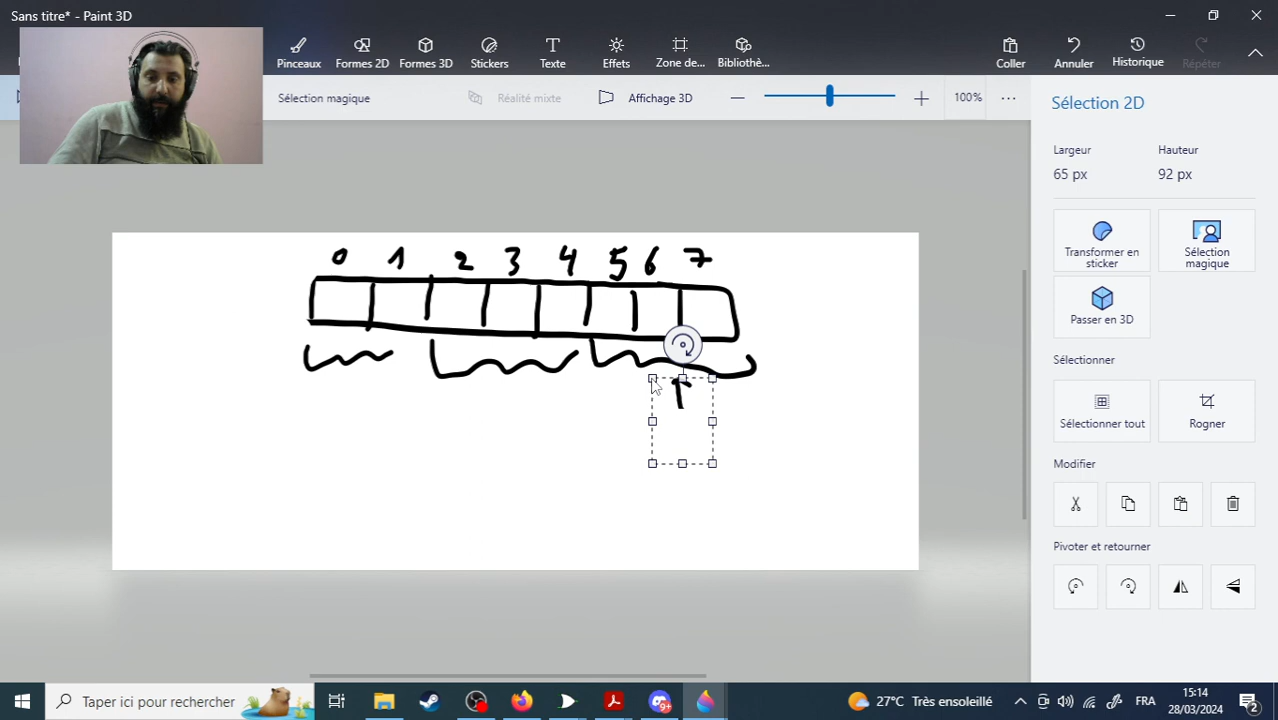 Sans titre* - Paint 3D
Pinceaux
Formes 2D
Formes 3D
Stickers
Texte
Effets
Zone de...
Bibliothè...
Coller
Annuler
Historique
Répéter
Sélection magique
Réalité mixte
Affichage 3D
100%
Sélection 2D
Largeur
Hauteur
65 px
92 px
Transformer en sticker
Sélection magique
Passer en 3D
Sélectionner
Sélectionner tout
Rogner
Modifier
Pivoter et retourner
0 1 2 3 4 5 6 7
Taper ici pour rechercher
9+
27°C Très ensoleillé
FRA
15:14
28/03/2024
2